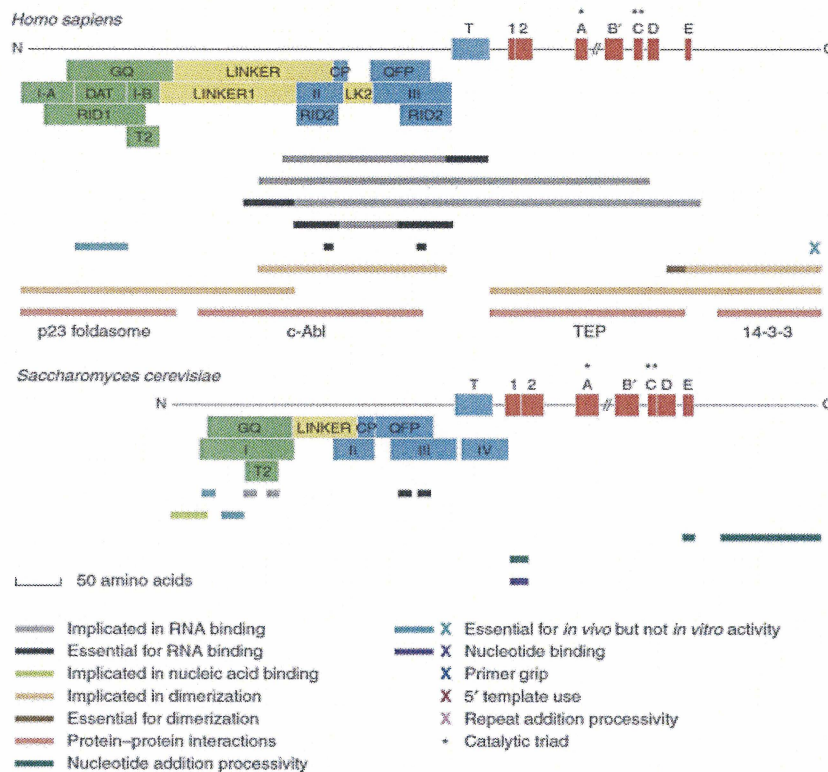 Homo sapiens
* **
T 1 2 A B' C D E
N // C
GQ LINKER CP QFP
I-A DAT I-B LINKER1 II LK2 III
RID1 RID2 RID2
T2
X
p23 foldasome c-Abl TEP 14-3-3
Saccharomyces cerevisiae
* **
T 1 2 A B' C D E
N // C
GQ LINKER CP QFP
I II III IV
T2
50 amino acids
Implicated in RNA binding
Essential for RNA binding
Implicated in nucleic acid binding
Implicated in dimerization
Essential for dimerization
Protein–protein interactions
Nucleotide addition processivity
X Essential for in vivo but not in vitro activity
X Nucleotide binding
X Primer grip
X 5′ template use
X Repeat addition processivity
* Catalytic triad